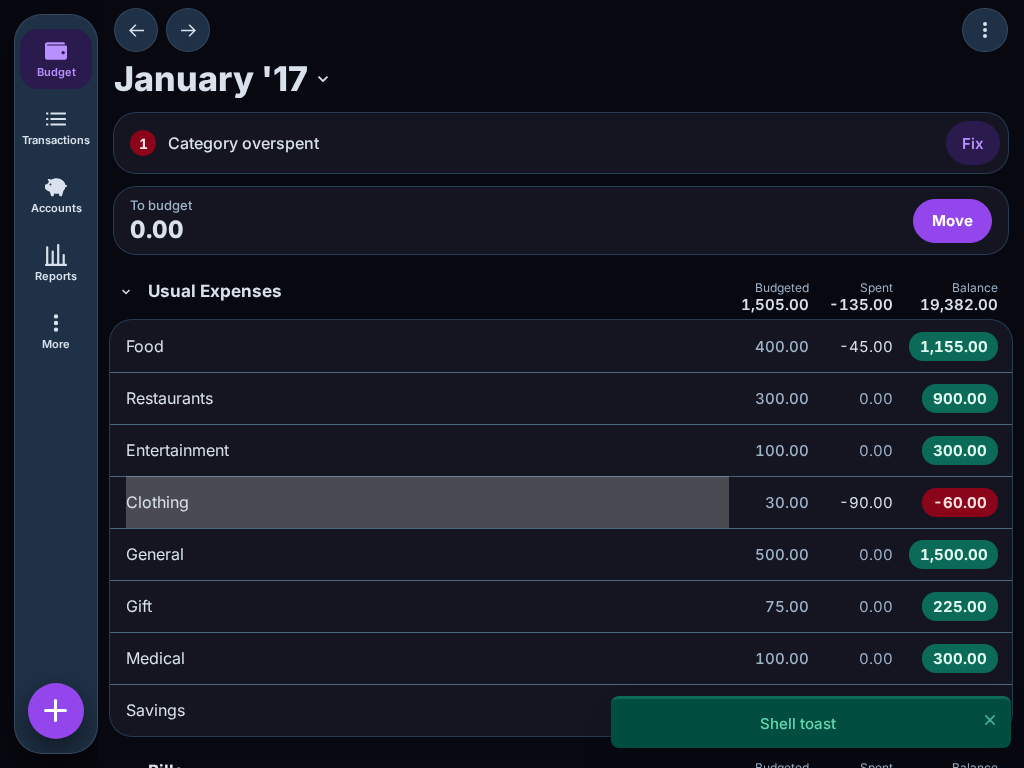 Budget
Transactions
Accounts
Reports
More
January '17
1 Category overspent Fix
To budget
0.00
Move
Usual Expenses
Budgeted Spent Balance
1,505.00 -135.00 19,382.00
Food 400.00 -45.00 1,155.00
Restaurants 300.00 0.00 900.00
Entertainment 100.00 0.00 300.00
Clothing 30.00 -90.00 -60.00
General 500.00 0.00 1,500.00
Gift 75.00 0.00 225.00
Medical 100.00 0.00 300.00
Savings
Shell toast
Bills Budgeted Spent Balance